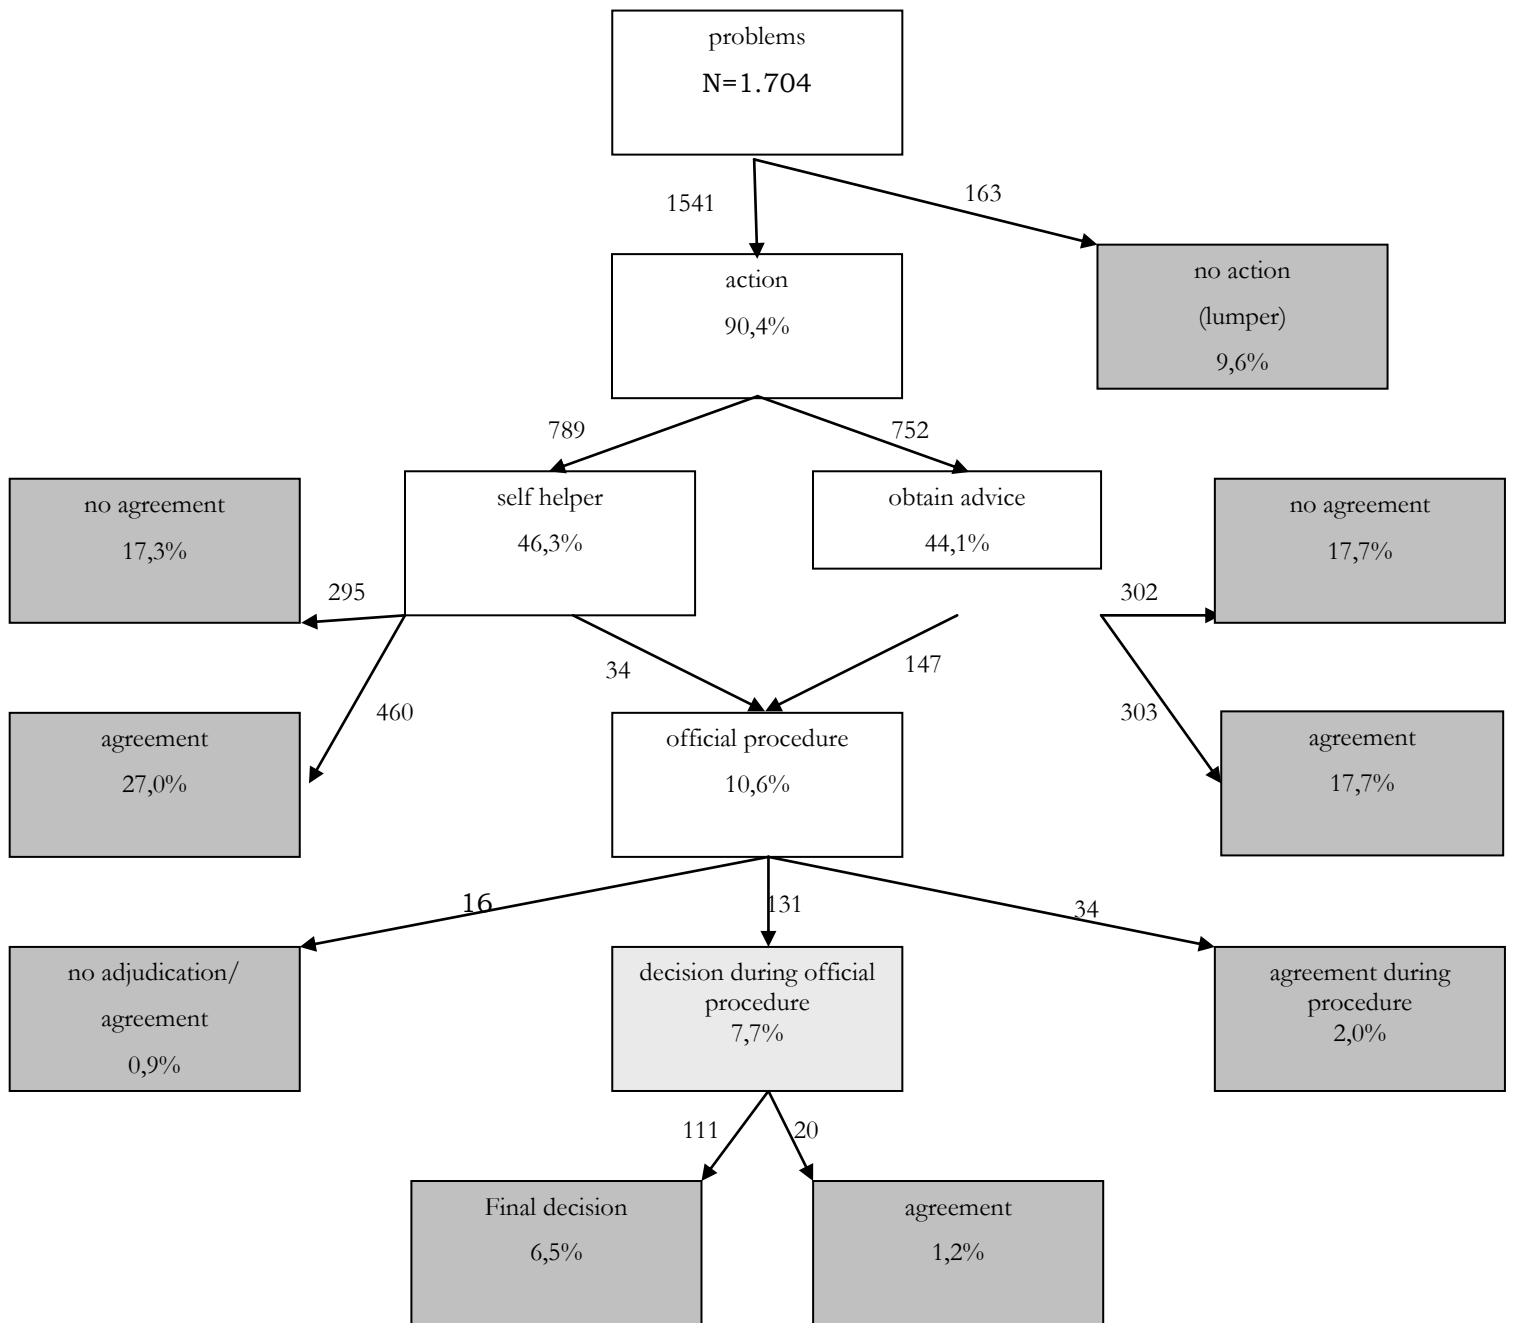 problems
N=1.704
1541
163
action
90,4%
no action
(lumper)
9,6%
789
752
no agreement
17,3%
self helper
46,3%
obtain advice
44,1%
no agreement
17,7%
295
302
34
147
460
303
agreement
27,0%
official procedure
10,6%
agreement
17,7%
16
131
34
no adjudication/
agreement
0,9%
decision during official
procedure
7,7%
agreement during
procedure
2,0%
111
20
Final decision
6,5%
agreement
1,2%